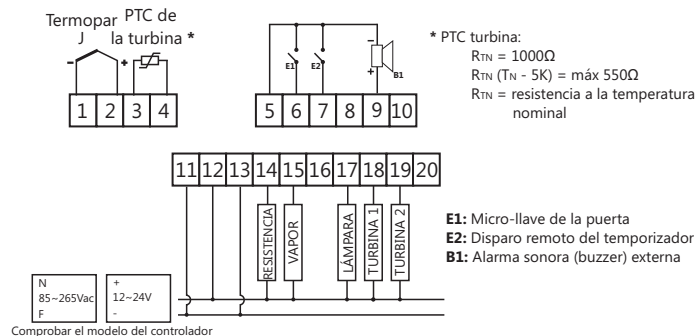 Termopar
J
PTC de
la turbina *
- +
1 2 3 4
E1 E2 - + B1
5 6 7 8 9 10
* PTC turbina:
RTN = 1000Ω
RTN (TN - 5K) = máx 550Ω
RTN = resistencia a la temperatura
nominal
11 12 13 14 15 16 17 18 19 20
RESISTENCIA
VAPOR
LÁMPARA
TURBINA 1
TURBINA 2
E1: Micro-llave de la puerta
E2: Disparo remoto del temporizador
B1: Alarma sonora (buzzer) externa
N
85~265Vac
F
+
12~24V
-
Comprobar el modelo del controlador